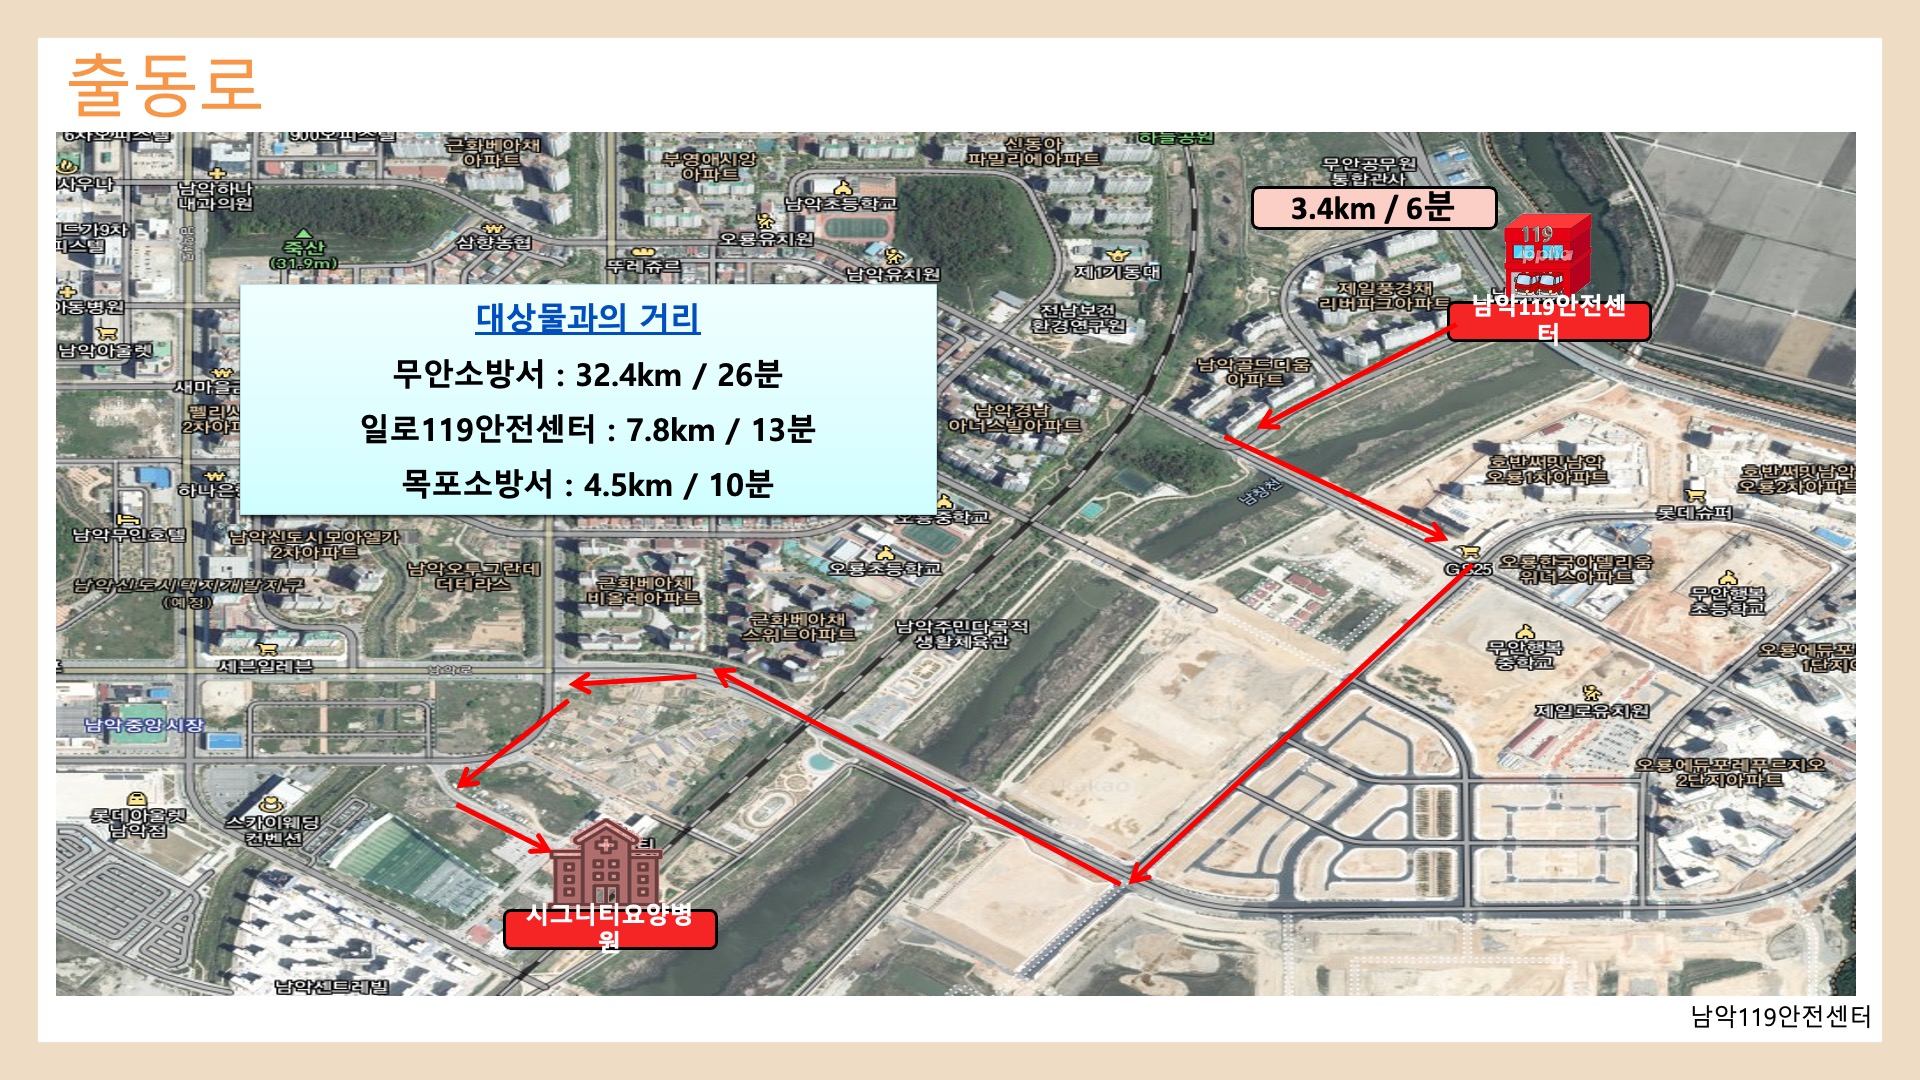 출동로
근화베아채
아파트
부영애시앙
아파트
신동아
파밀리에아파트
하늘공원
무안공무원
통합관사
사우나
남악하나
내과의원
남악초등학교
3.4km / 6분
119
죽산
(31.9m)
삼향농협
오룡유치원
뚜레쥬르
남악유치원
제1기동대
제일풍경채
리버파크아파트
남악119안전센
터
전남보건
환경연구원
남악아울렛
대상물과의 거리
무안소방서 : 32.4km / 26분
일로119안전센터 : 7.8km / 13분
목포소방서 : 4.5km / 10분
남악골드디움
아파트
남악경남
아너스빌아파트
남창천
호반써밋남악
오룡1차아파트
호반써밋남악
오룡2차아파트
롯데슈퍼
오룡중학교
남악무인호텔
남악신도시모아엘가
2차아파트
남악오투그란데
더테라스
오룡초등학교
GS25
오룡한국아델리움
위너스아파트
남악신도시택지개발지구
(예정)
근화베아체
비올레아파트
근화베아채
스위트아파트
남악주민다목적
생활체육관
무안행복
초등학교
무안행복
중학교
세븐일레븐
남악로
제일로유치원
남악중앙시장
오룡에듀포레푸르지오
2단지아파트
롯데아울렛
남악점
스카이웨딩
컨벤션
시그니티요양병
원
남악센트레빌
남악119안전센터